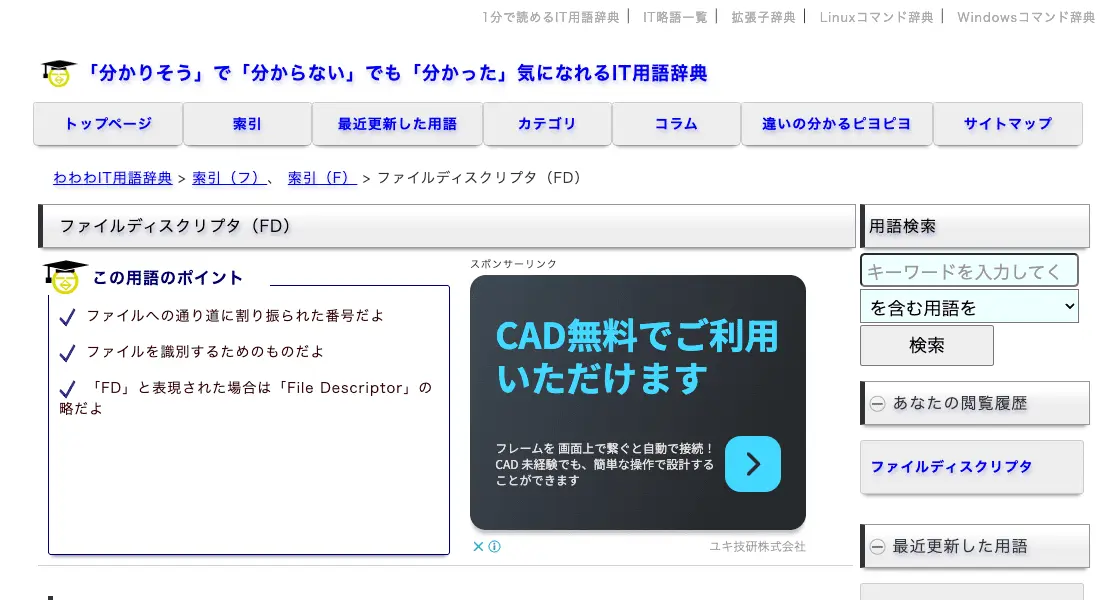 1分で読めるIT用語辞典 | IT略語一覧 | 拡張子辞典 | Linuxコマンド辞典 | Windowsコマンド辞典
「分かりそう」で「分からない」でも「分かった」気になれるIT用語辞典
トップページ 索引 最近更新した用語 カテゴリ コラム 違いの分かるピヨピヨ サイトマップ
わわわIT用語辞典 > 索引（フ）、 索引（F） > ファイルディスクリプタ（FD）
ファイルディスクリプタ（FD）
この用語のポイント
ファイルへの通り道に割り振られた番号だよ
ファイルを識別するためのものだよ
「FD」と表現された場合は「File Descriptor」の
略だよ
スポンサーリンク
CAD無料でご利用
いただけます
フレームを 画面上で繋ぐと自動で接続！
CAD 未経験でも、簡単な操作で設計する
ことができます
ユキ技研株式会社
用語検索
キーワードを入力してく
を含む用語を
検索
あなたの閲覧履歴
ファイルディスクリプタ
最近更新した用語